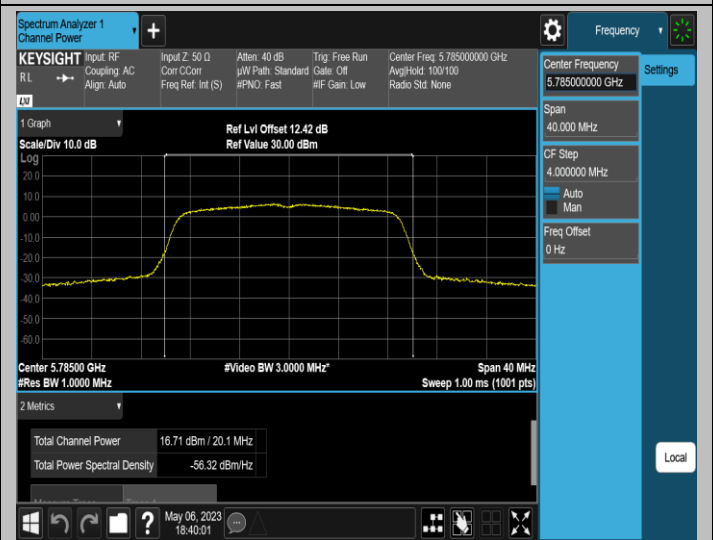 Spectrum Analyzer 1
Channel Power
+
Frequency
KEYSIGHT
RL
LXI
Input: RF
Coupling: AC
Align: Auto
Input Z: 50 Ω
Corr CCorr
Freq Ref: Int (S)
Atten: 40 dB
µW Path: Standard
#PNO: Fast
Trig: Free Run
Gate: Off
#IF Gain: Low
Center Freq: 5.785000000 GHz
Avg|Hold: 100/100
Radio Std: None
1 Graph
Scale/Div 10.0 dB
Ref Lvl Offset 12.42 dB
Ref Value 30.00 dBm
Log
20.0
10.0
0.00
-10.0
-20.0
-30.0
-40.0
-50.0
-60.0
Center 5.78500 GHz
#Res BW 1.0000 MHz
#Video BW 3.0000 MHz*
Span 40 MHz
Sweep 1.00 ms (1001 pts)
2 Metrics
Total Channel Power 16.71 dBm / 20.1 MHz
Total Power Spectral Density -56.32 dBm/Hz
?
May 06, 2023
18:40:01
Center Frequency
5.785000000 GHz
Settings
Span
40.000 MHz
CF Step
4.000000 MHz
Auto
Man
Freq Offset
0 Hz
Local